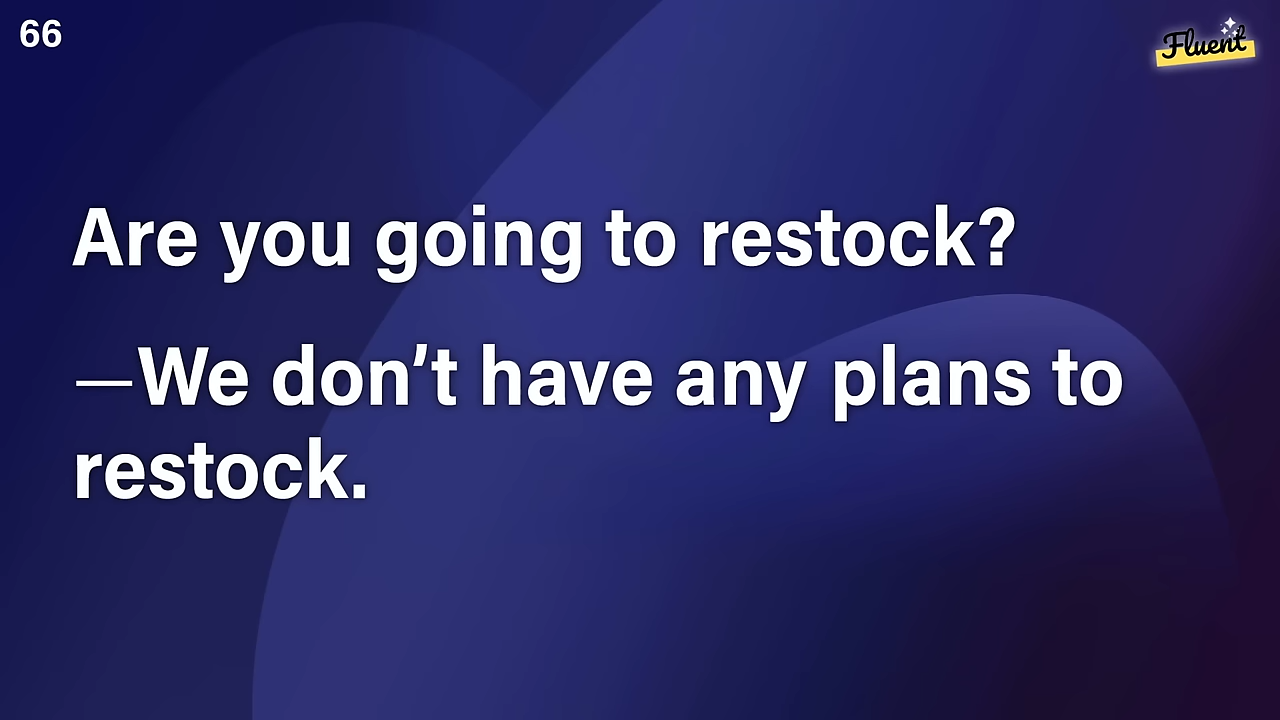 66
Fluent
Are you going to restock?
—We don’t have any plans to
restock.